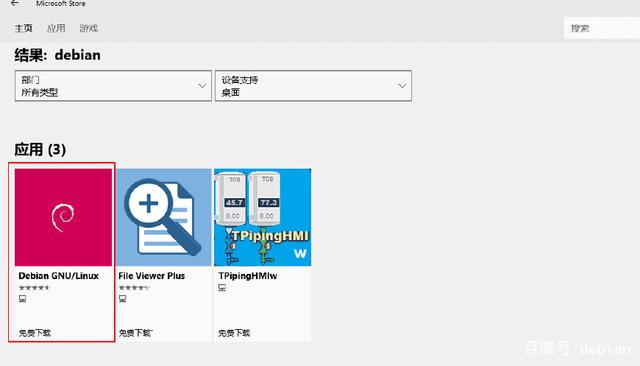 Microsoft Store
主页 应用 游戏
搜索
结果: debian
部门
所有类型
设备支持
桌面
应用 (3)
TC8 TC9
45.7 77.3
0.00 0.00
TPipingHMI
W
Debian GNU/Linux
File Viewer Plus
TPipingHMIw
免费下载
免费下载+
免费下载
百家号/debian